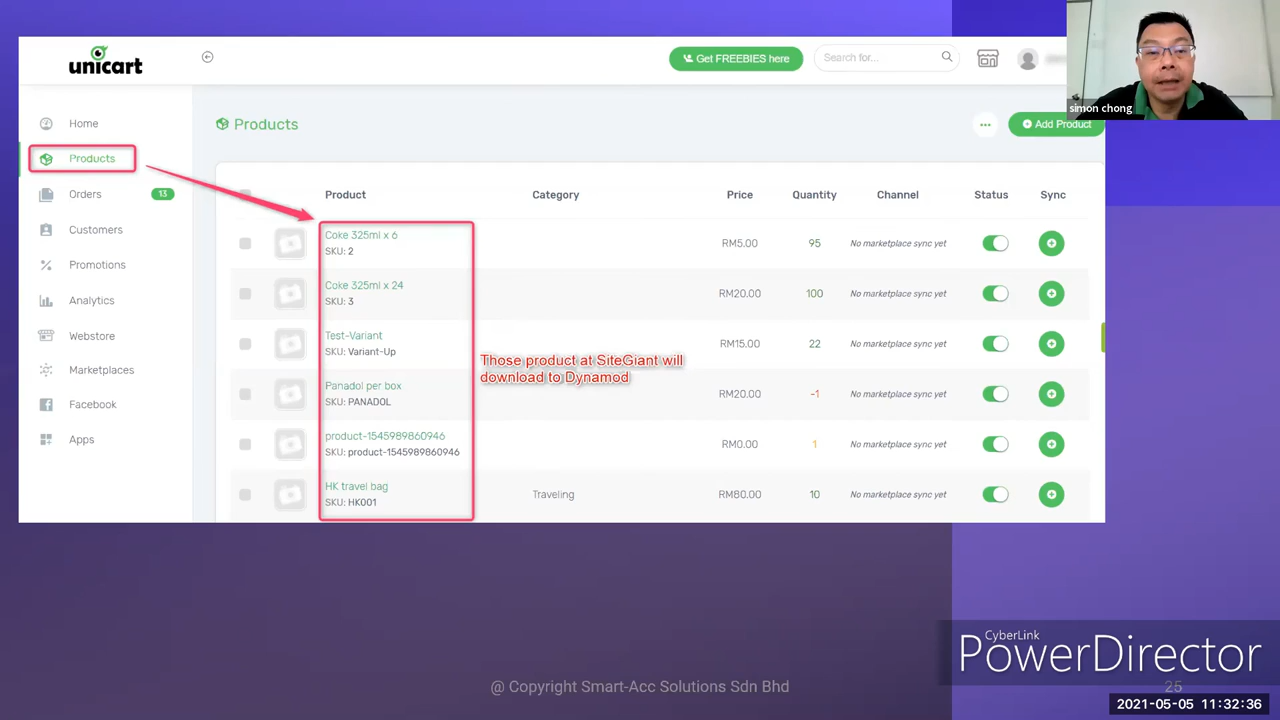 unicart
Get FREEBIES here
Search for...
simon chong
Home
Products
Orders 13
Customers
Promotions
Analytics
Webstore
Marketplaces
Facebook
Apps
Products
Add Product
Product Category Price Quantity Channel Status Sync
Coke 325ml x 6
SKU: 2
RM5.00 95 No marketplace sync yet
Coke 325ml x 24
SKU: 3
RM20.00 100 No marketplace sync yet
Test-Variant
SKU: Variant-Up
RM15.00 22 No marketplace sync yet
Those product at SiteGiant will
download to Dynamod
Panadol per box
SKU: PANADOL
RM20.00 -1 No marketplace sync yet
product-1545989860946
SKU: product-1545989860946
RM0.00 1 No marketplace sync yet
HK travel bag
SKU: HK001
Traveling RM80.00 10 No marketplace sync yet
CyberLink
PowerDirector
@ Copyright Smart-Acc Solutions Sdn Bhd
25
2021-05-05 11:32:36